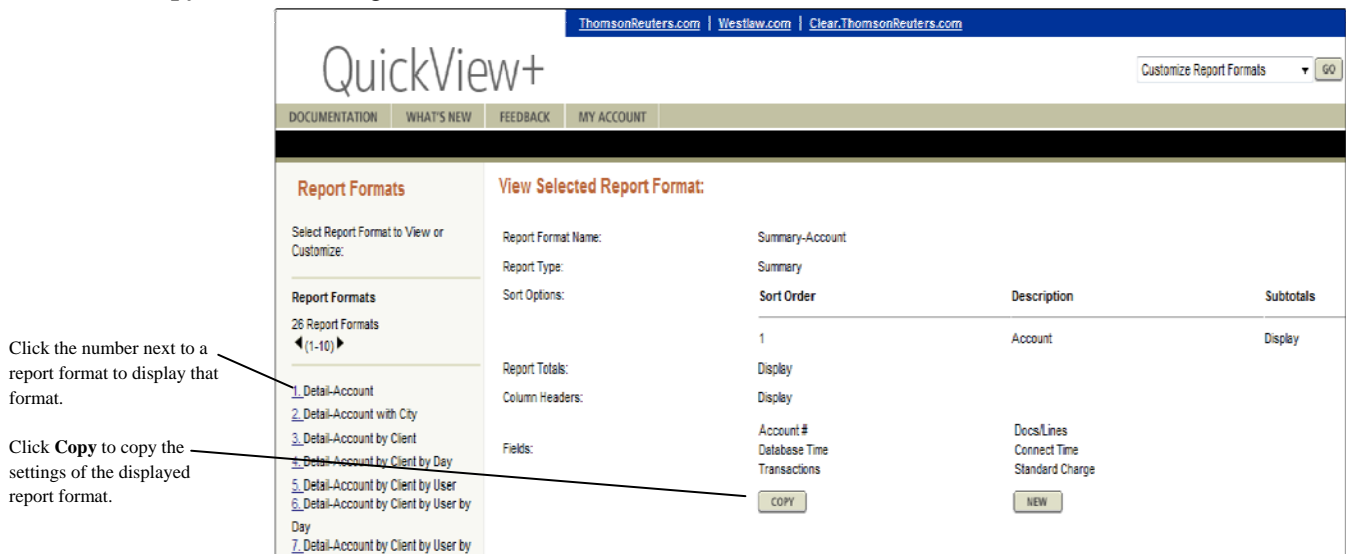 ThomsonReuters.com | Westlaw.com | Clear.ThomsonReuters.com
QuickView+
Customize Report Formats
GO
DOCUMENTATION WHAT'S NEW FEEDBACK MY ACCOUNT
Report Formats
Select Report Format to View or
Customize:
Report Formats
26 Report Formats
(1-10)
1. Detail-Account
2. Detail-Account with City
3. Detail-Account by Client
4. Detail-Account by Client by Day
5. Detail-Account by Client by User
6. Detail-Account by Client by User by
Day
7. Detail-Account by Client by User by
View Selected Report Format:
Report Format Name: Summary-Account
Report Type: Summary
Sort Options: Sort Order Description Subtotals
1 Account Display
Report Totals: Display
Column Headers: Display
Fields:
Account # Docs/Lines
Database Time Connect Time
Transactions Standard Charge
COPY NEW
Click the number next to a
report format to display that
format.
Click Copy to copy the
settings of the displayed
report format.